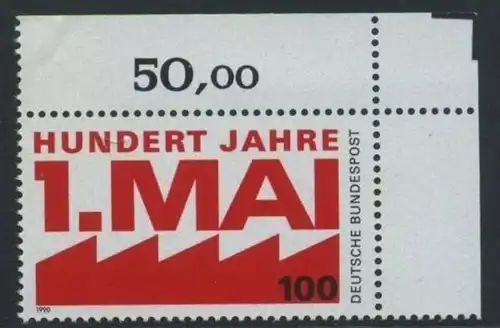 50,00
HUNDERT JAHRE
1.MAI
100
1990
DEUTSCHE BUNDESPOST